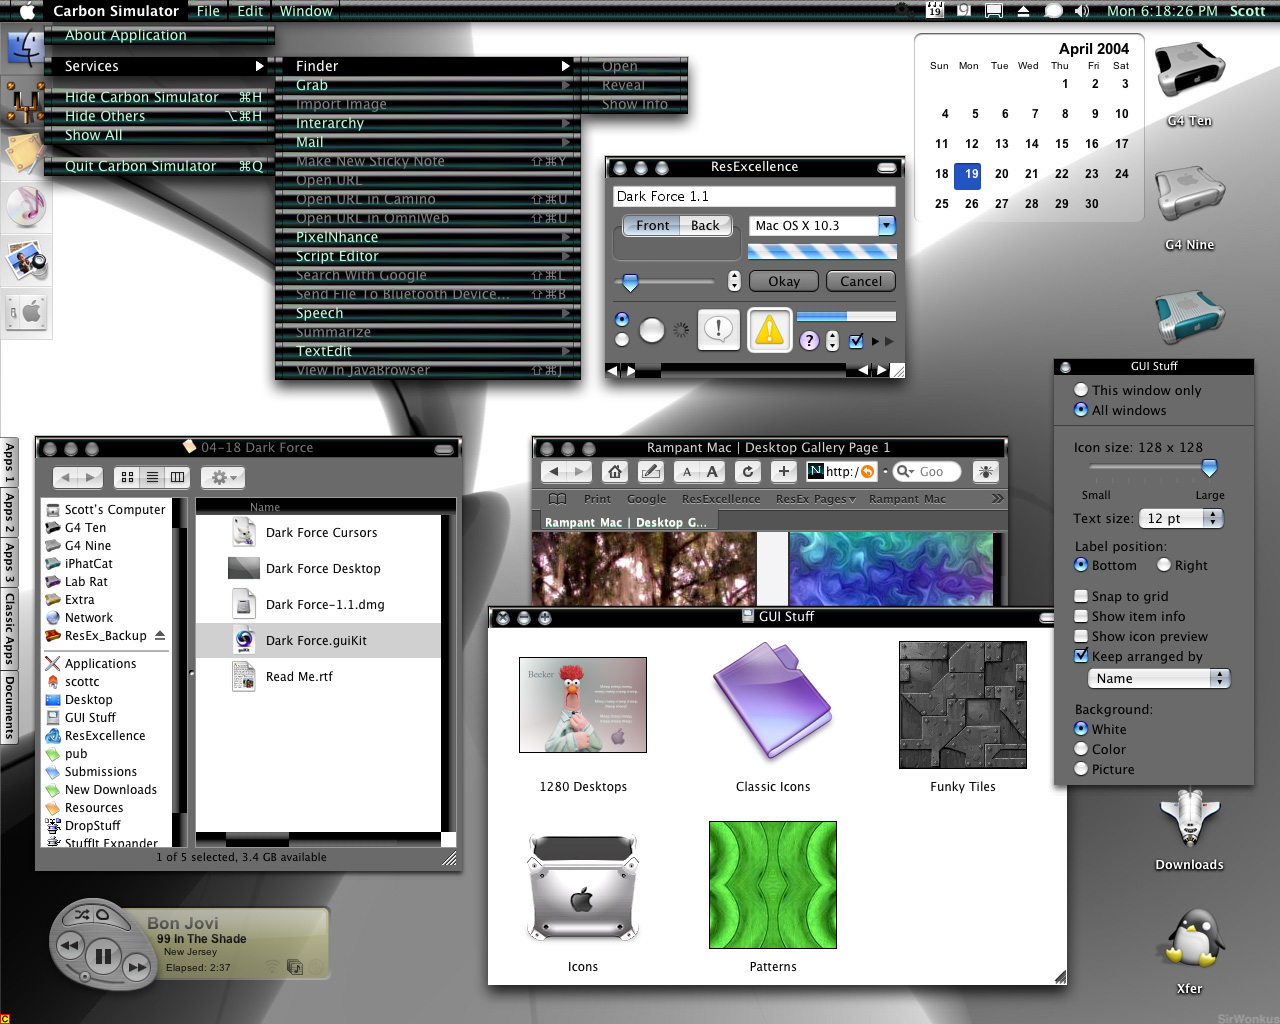 Carbon Simulator File Edit Window
19 Mon 6:18:26 PM Scott
About Application
Services
Hide Carbon Simulator ⌘H
Hide Others ⌥⌘H
Show All
Quit Carbon Simulator ⌘Q
Finder
Grab
Import Image
Interarchy
Mail
Make New Sticky Note ⇧⌘Y
Open URL
Open URL in Camino ⇧⌘U
Open URL in OmniWeb ⇧⌘U
PixelNhance
Script Editor
Search With Google ⇧⌘L
Send File To Bluetooth Device... ⇧⌘B
Speech
Summarize
TextEdit
View In JavaBrowser ⇧⌘J
Open
Reveal
Show Info
ResExcellence
Dark Force 1.1
Front Back
Mac OS X 10.3
Okay Cancel
April 2004
Sun Mon Tue Wed Thu Fri Sat
1 2 3
4 5 6 7 8 9 10
11 12 13 14 15 16 17
18 19 20 21 22 23 24
25 26 27 28 29 30
G4 Ten
G4 Nine
GUI Stuff
This window only
All windows
Icon size: 128 x 128
Small Large
Text size: 12 pt
Label position:
Bottom Right
Snap to grid
Show item info
Show icon preview
Keep arranged by
Name
Background:
White
Color
Picture
Downloads
Xfer
Apps 1
Apps 2
Apps 3
Classic Apps
Documents
04-18 Dark Force
Scott's Computer
G4 Ten
G4 Nine
iPhatCat
Lab Rat
Extra
Network
ResEx_Backup
Applications
scottc
Desktop
GUI Stuff
ResExcellence
pub
Submissions
New Downloads
Resources
DropStuff
StuffIt Expander
Name
Dark Force Cursors
Dark Force Desktop
Dark Force-1.1.dmg
Dark Force.guiKit
Read Me.rtf
1 of 5 selected, 3.4 GB available
Rampant Mac | Desktop Gallery Page 1
A A
http:/
Goo
Print Google ResExcellence ResEx Pages Rampant Mac
Rampant Mac | Desktop G...
GUI Stuff
Beeker
1280 Desktops
Classic Icons
Funky Tiles
Icons
Patterns
Bon Jovi
99 In The Shade
New Jersey
Elapsed: 2:37
C
SirWonkus